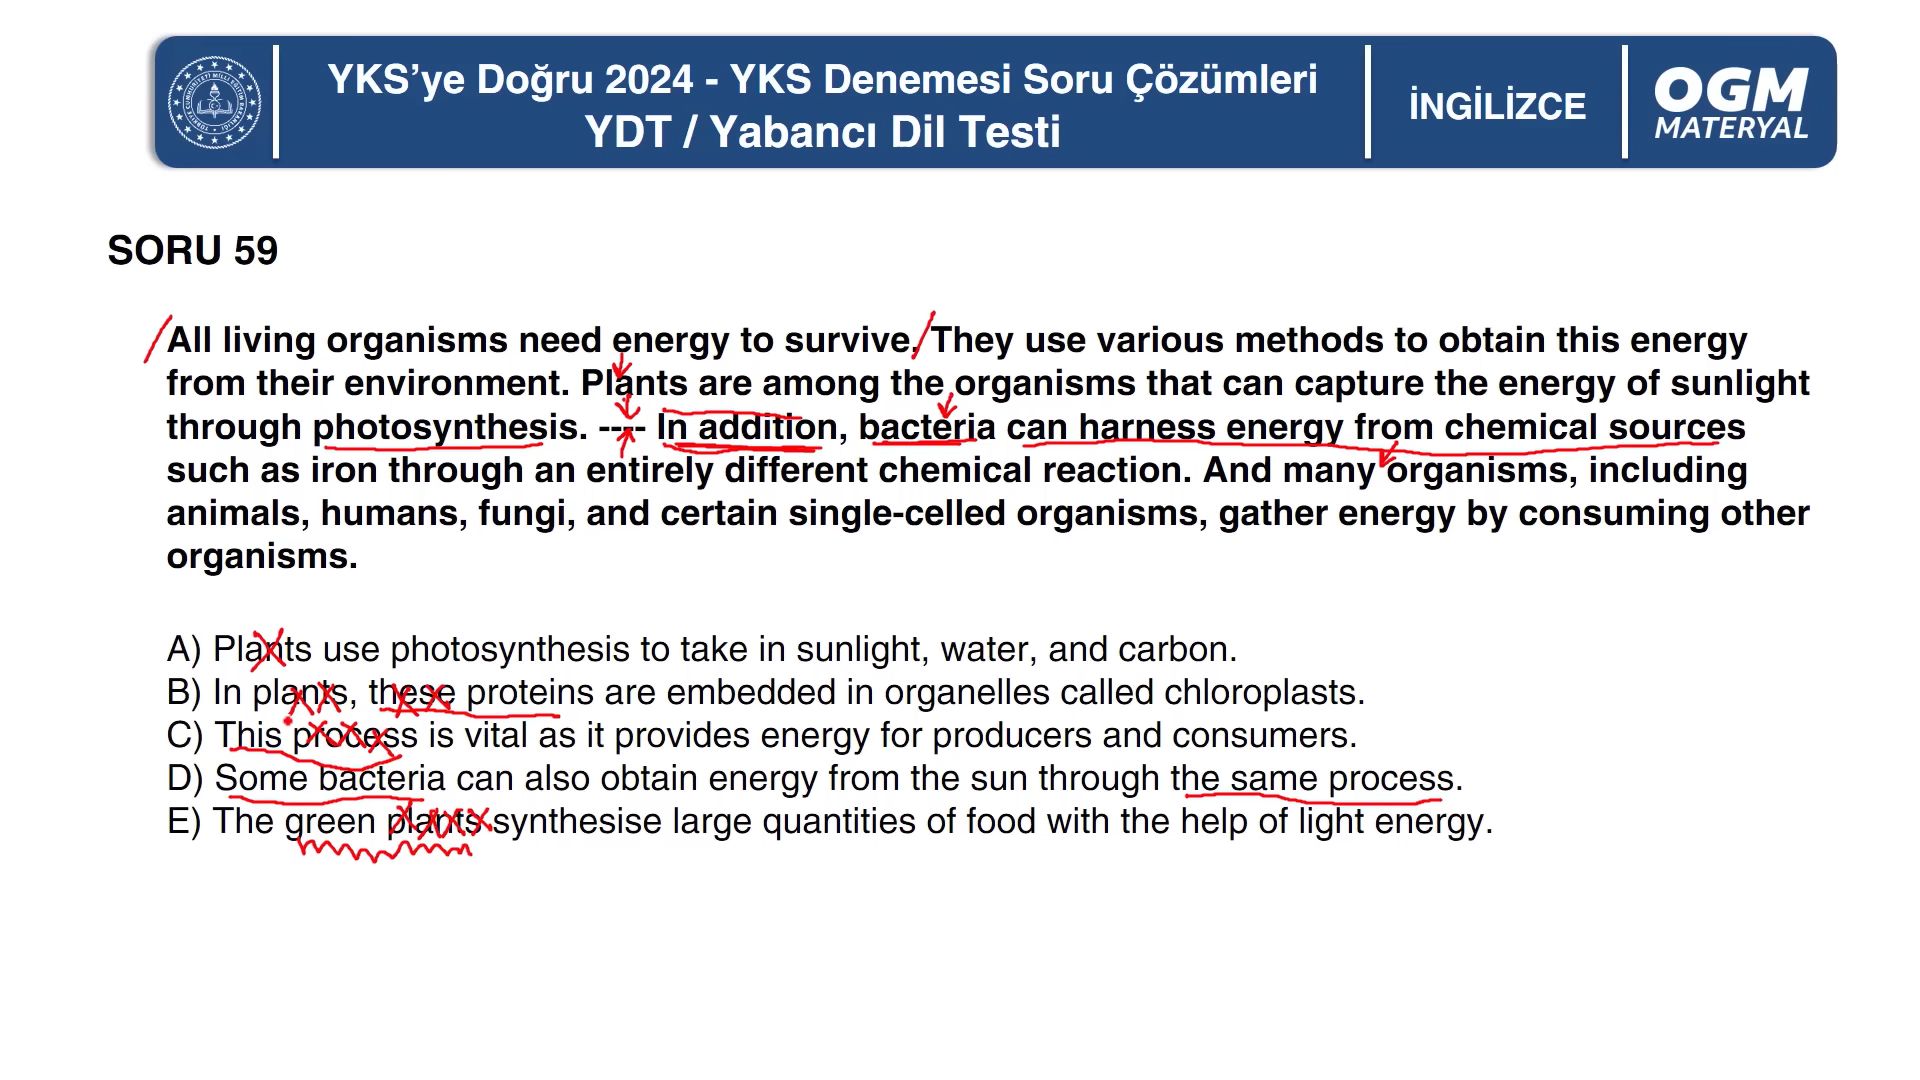 YKS'ye Doğru 2024 - YKS Denemesi Soru Çözümleri
YDT / Yabancı Dil Testi
İNGİLİZCE
OGM
MATERYAL
SORU 59
All living organisms need energy to survive. They use various methods to obtain this energy
from their environment. Plants are among the organisms that can capture the energy of sunlight
through photosynthesis. ---- In addition, bacteria can harness energy from chemical sources
such as iron through an entirely different chemical reaction. And many organisms, including
animals, humans, fungi, and certain single-celled organisms, gather energy by consuming other
organisms.
A) Plants use photosynthesis to take in sunlight, water, and carbon.
B) In plants, these proteins are embedded in organelles called chloroplasts.
C) This process is vital as it provides energy for producers and consumers.
D) Some bacteria can also obtain energy from the sun through the same process.
E) The green plants synthesise large quantities of food with the help of light energy.